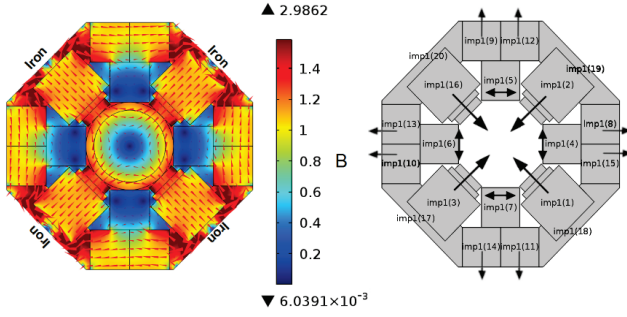 ▲ 2.9862
Iron
Iron
Iron
Iron
1.4
1.2
1
0.8
0.6
0.4
0.2
▼ 6.0391×10⁻³
B
imp1(9) imp1(12)
imp1(20) imp1(5) imp1(19)
imp1(16) imp1(2)
imp1(13) imp1(8)
imp1(6) imp1(4)
imp1(10) imp1(15)
imp1(3) imp1(7) imp1(1)
imp1(17) imp1(18)
imp1(14) imp1(11)